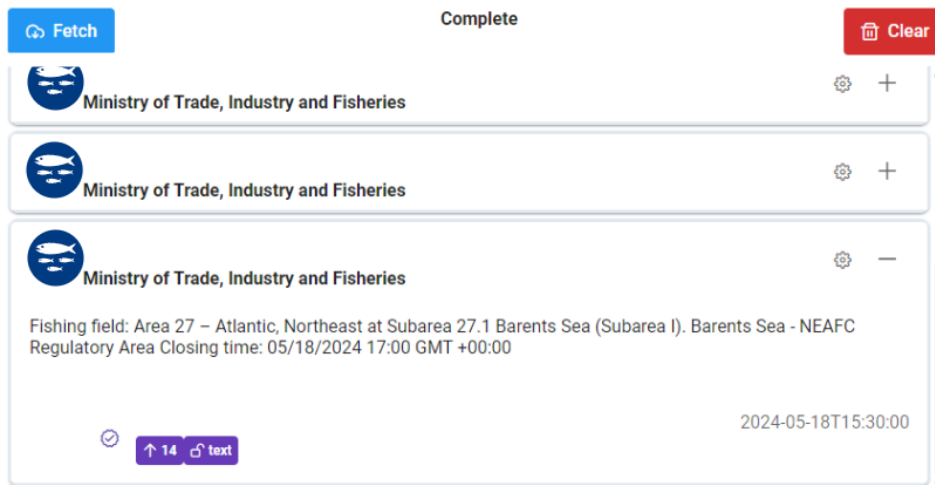 Fetch
Complete
Clear
Ministry of Trade, Industry and Fisheries
Ministry of Trade, Industry and Fisheries
Ministry of Trade, Industry and Fisheries
Fishing field: Area 27 – Atlantic, Northeast at Subarea 27.1 Barents Sea (Subarea I). Barents Sea - NEAFC
Regulatory Area Closing time: 05/18/2024 17:00 GMT +00:00
2024-05-18T15:30:00
14 text